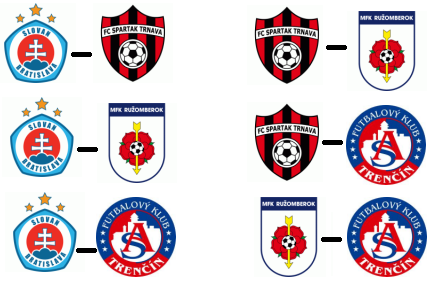 SLOVAN
BRATISLAVA
FC SPARTAK TRNAVA
FC SPARTAK TRNAVA
MFK RUŽOMBEROK
SLOVAN
BRATISLAVA
MFK RUŽOMBEROK
FC SPARTAK TRNAVA
FUTBALOVÝ KLUB
AS
TRENČÍN
SLOVAN
BRATISLAVA
FUTBALOVÝ KLUB
AS
TRENČÍN
MFK RUŽOMBEROK
FUTBALOVÝ KLUB
AS
TRENČÍN